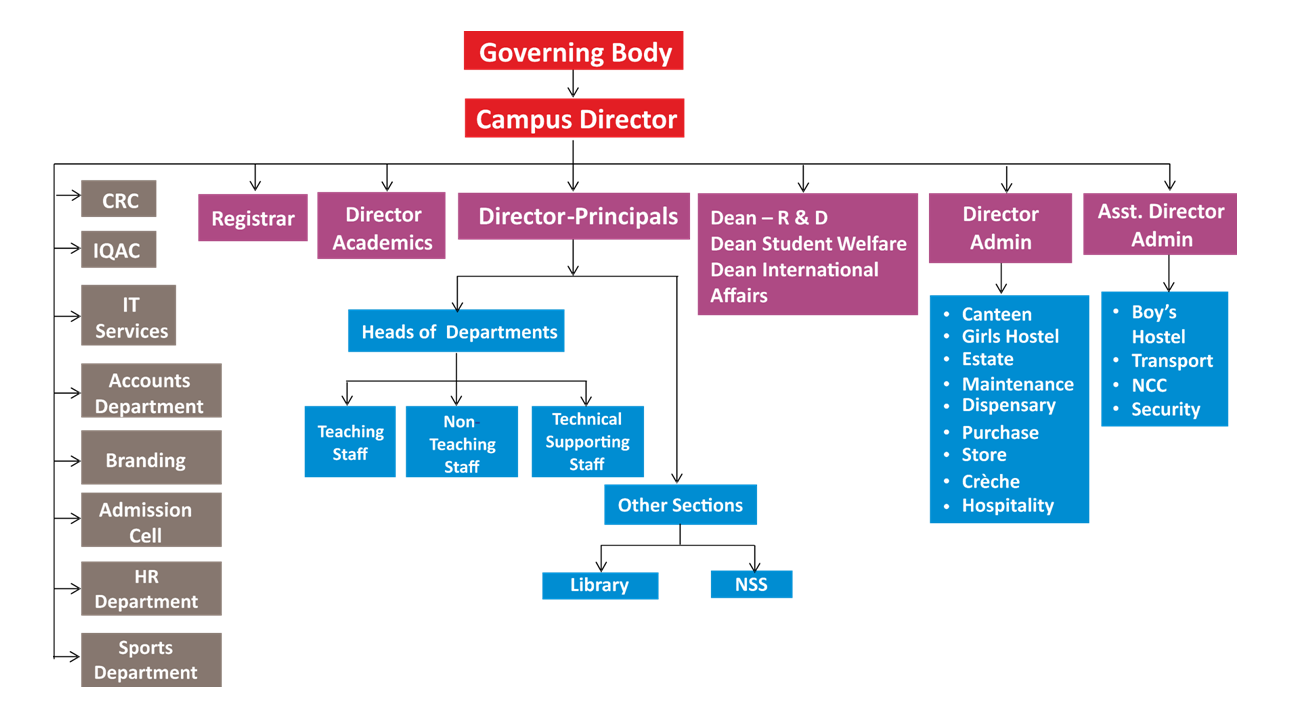 Governing Body
Campus Director
CRC
IQAC
IT
Services
Accounts
Department
Branding
Admission
Cell
HR
Department
Sports
Department
Registrar
Director
Academics
Director-Principals
Heads of Departments
Teaching
Staff
Non-
Teaching
Staff
Technical
Supporting
Staff
Other Sections
Library
NSS
Dean – R & D
Dean Student Welfare
Dean International
Affairs
Director
Admin
• Canteen
• Girls Hostel
• Estate
• Maintenance
• Dispensary
• Purchase
• Store
• Crèche
• Hospitality
Asst. Director
Admin
• Boy's
Hostel
• Transport
• NCC
• Security